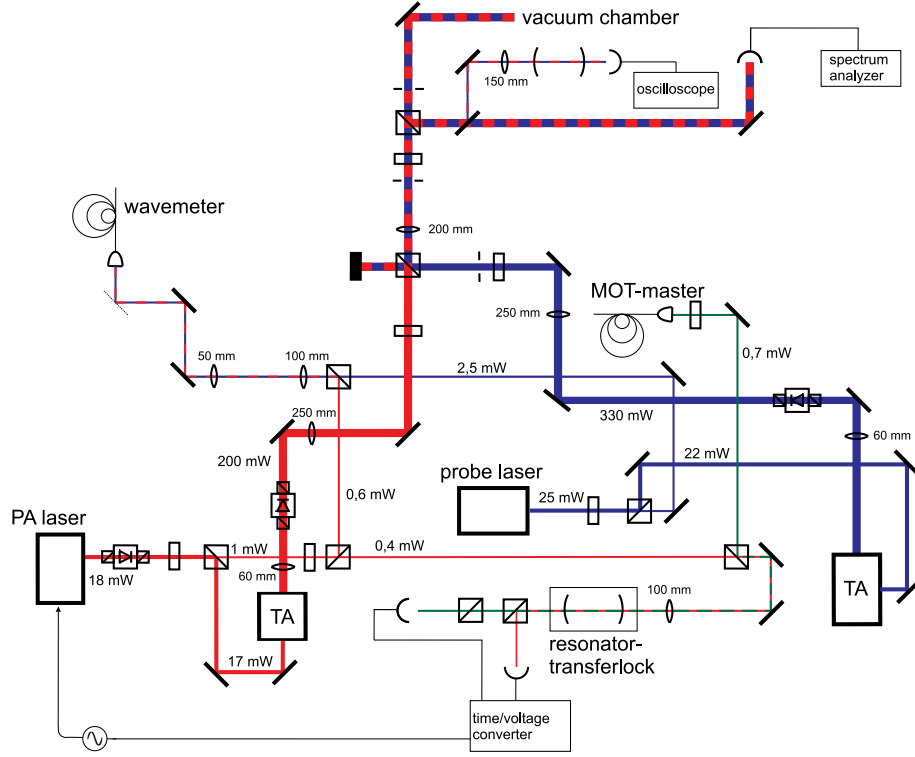 vacuum chamber
150 mm
oscilloscope
spectrum
analyzer
wavemeter
200 mm
MOT-master
250 mm
0,7 mW
50 mm
100 mm
2,5 mW
330 mW
60 mm
250 mm
200 mW
22 mW
probe laser
25 mW
0,6 mW
PA laser
18 mW
1 mW
0,4 mW
60 mm
TA
TA
100 mm
resonator-
transferlock
17 mW
time/voltage
converter